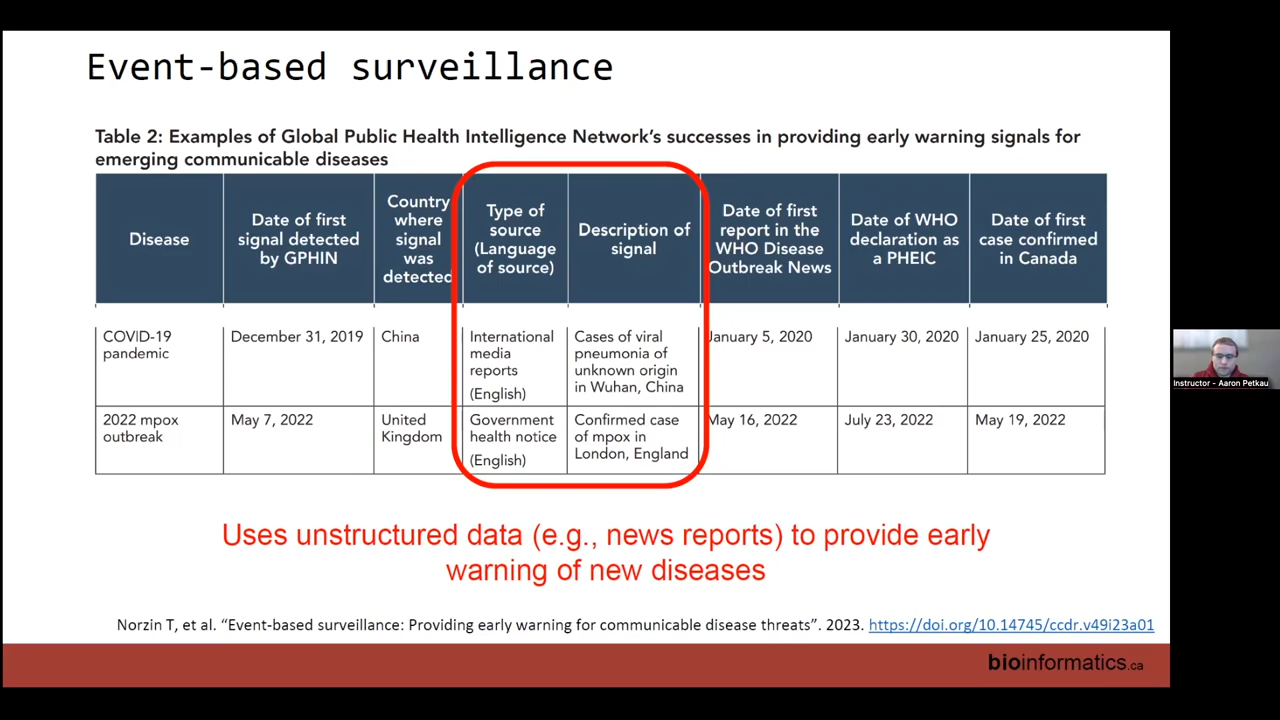 Event-based surveillance
Table 2: Examples of Global Public Health Intelligence Network's successes in providing early warning signals for
emerging communicable diseases
Disease
Date of first
signal detected
by GPHIN
Country
where
signal
was
detected
Type of
source
(Language
of source)
Description of
signal
Date of first
report in the
WHO Disease
Outbreak News
Date of WHO
declaration as
a PHEIC
Date of first
case confirmed
in Canada
COVID-19
pandemic
December 31, 2019
China
International
media
reports
(English)
Cases of viral
pneumonia of
unknown origin
in Wuhan, China
January 5, 2020
January 30, 2020
January 25, 2020
2022 mpox
outbreak
May 7, 2022
United
Kingdom
Government
health notice
(English)
Confirmed case
of mpox in
London, England
May 16, 2022
July 23, 2022
May 19, 2022
Uses unstructured data (e.g., news reports) to provide early
warning of new diseases
Norzin T, et al. “Event-based surveillance: Providing early warning for communicable disease threats”. 2023. https://doi.org/10.14745/ccdr.v49i23a01
bioinformatics.ca
Instructor - Aaron Petkau